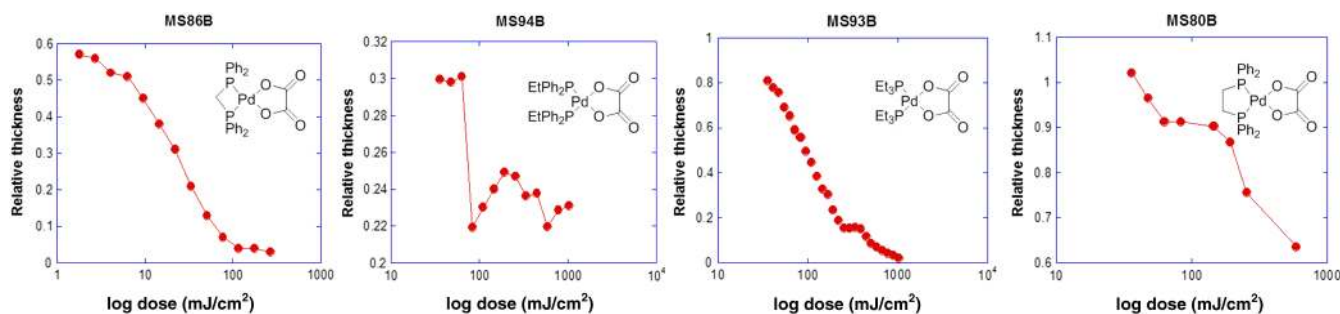 MS86B
Relative thickness
0.6
0.5
0.4
0.3
0.2
0.1
0
1
10
100
1000
log dose (mJ/cm²)
Ph₂
P
Pd
P
Ph₂
O
O
O
O
MS94B
Relative thickness
0.32
0.3
0.28
0.26
0.24
0.22
0.2
10
100
1000
10⁴
log dose (mJ/cm²)
EtPh₂P
Pd
EtPh₂P
O
O
O
O
MS93B
Relative thickness
1
0.8
0.6
0.4
0.2
0
10
100
1000
10⁴
log dose (mJ/cm²)
Et₃P
Pd
Et₃P
O
O
O
O
MS80B
Relative thickness
1.1
1
0.9
0.8
0.7
0.6
10
100
1000
log dose (mJ/cm²)
Ph₂
P
Pd
P
Ph₂
O
O
O
O